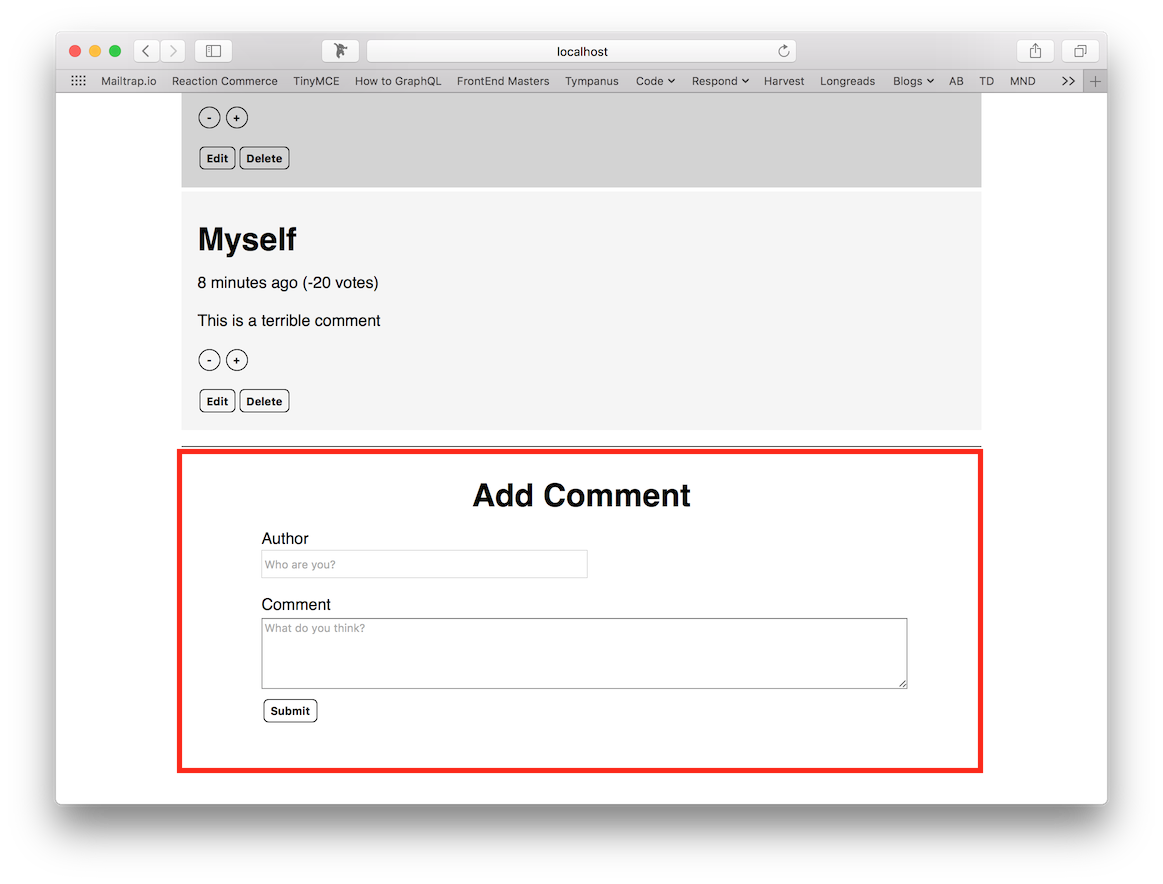 localhost
Mailtrap.io Reaction Commerce TinyMCE How to GraphQL FrontEnd Masters Tympanus Code Respond Harvest Longreads Blogs AB TD MND >> +
- +
Edit Delete
Myself
8 minutes ago (-20 votes)
This is a terrible comment
- +
Edit Delete
Add Comment
Author
Who are you?
Comment
What do you think?
Submit